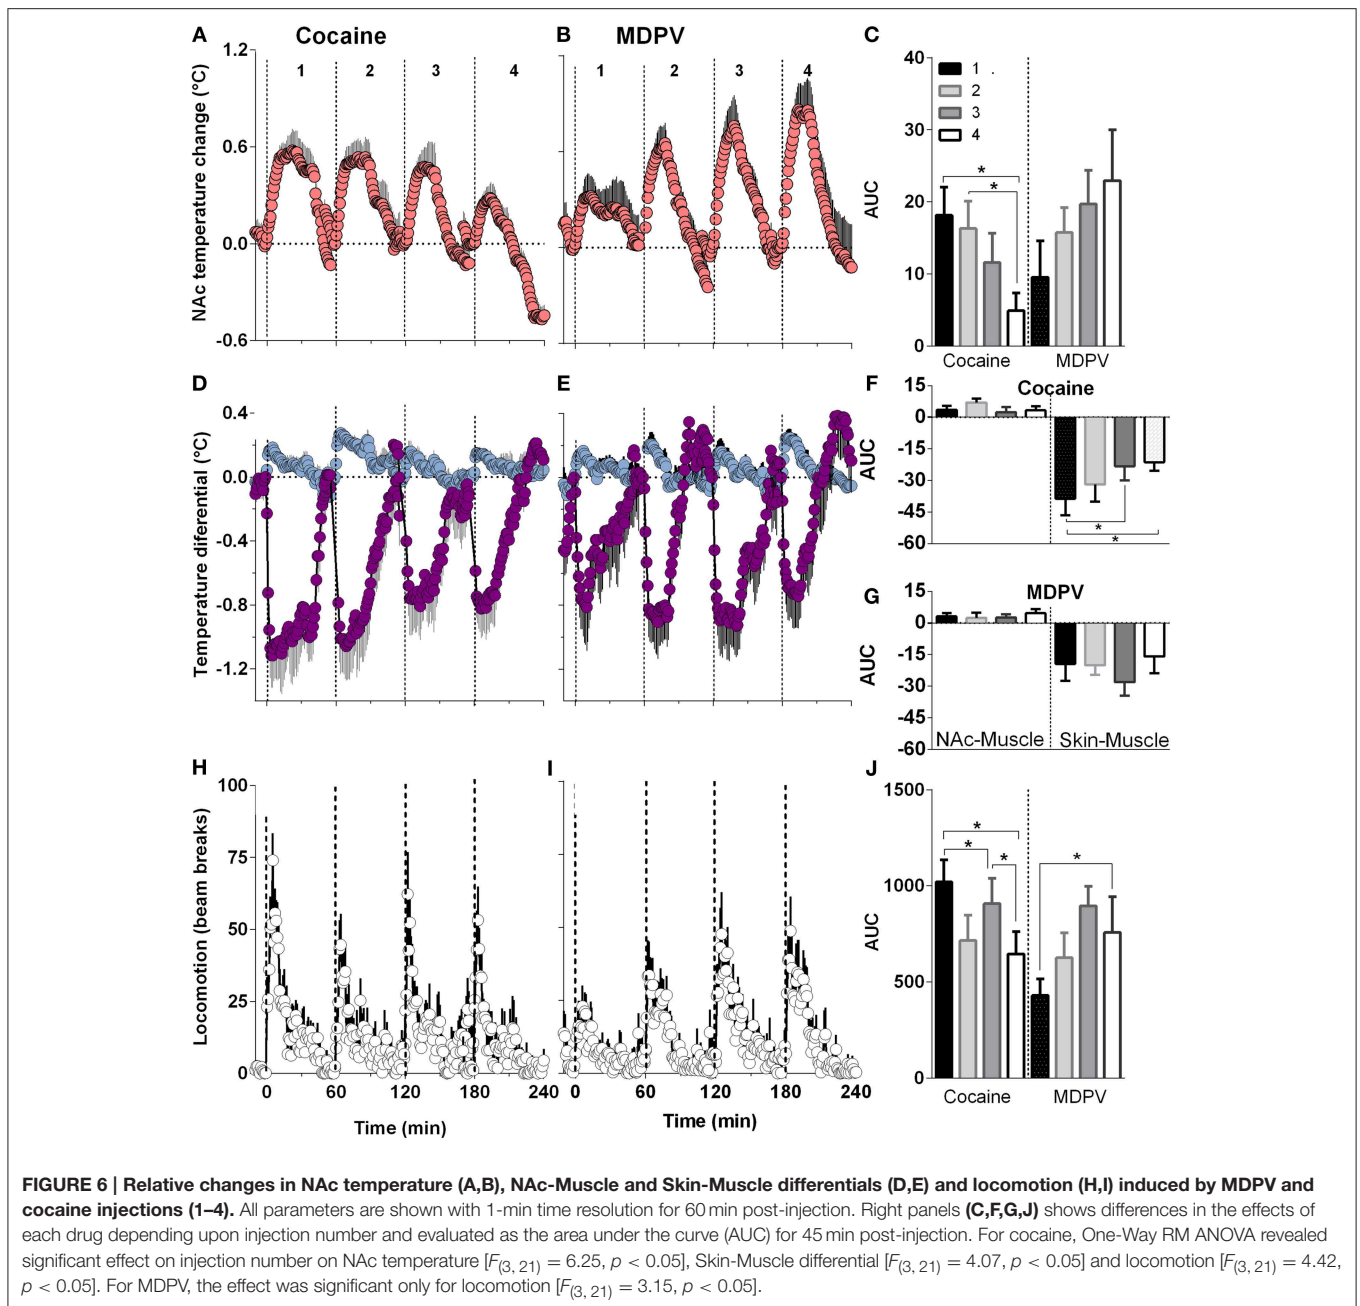 A
Cocaine
B
MDPV
C
1.2
0.6
0.0
-0.6
NAc temperature change (°C)
1
2
3
4
1
2
3
4
40
30
20
10
0
AUC
1 .
2
3
4
*
*
Cocaine
MDPV
D
E
F
0.4
0.0
-0.4
-0.8
-1.2
Temperature diferential (°C)
Cocaine
15
0
-15
-30
-45
-60
AUC
*
*
G
MDPV
15
0
-15
-30
-45
-60
AUC
NAc-Muscle
Skin-Muscle
H
I
J
100
75
50
25
0
Locomotion (beam breaks)
0
60
120
180
240
Time (min)
0
60
120
180
240
Time (min)
1500
1000
500
0
AUC
*
*
*
*
Cocaine
MDPV
FIGURE 6 | Relative changes in NAc temperature (A,B), NAc-Muscle and Skin-Muscle differentials (D,E) and locomotion (H,I) induced by MDPV and
cocaine injections (1–4). All parameters are shown with 1-min time resolution for 60 min post-injection. Right panels (C,F,G,J) shows differences in the effects of
each drug depending upon injection number and evaluated as the area under the curve (AUC) for 45 min post-injection. For cocaine, One-Way RM ANOVA revealed
significant effect on injection number on NAc temperature [F(3, 21) = 6.25, p < 0.05], Skin-Muscle differential [F(3, 21) = 4.07, p < 0.05] and locomotion [F(3, 21) = 4.42,
p < 0.05]. For MDPV, the effect was significant only for locomotion [F(3, 21) = 3.15, p < 0.05].